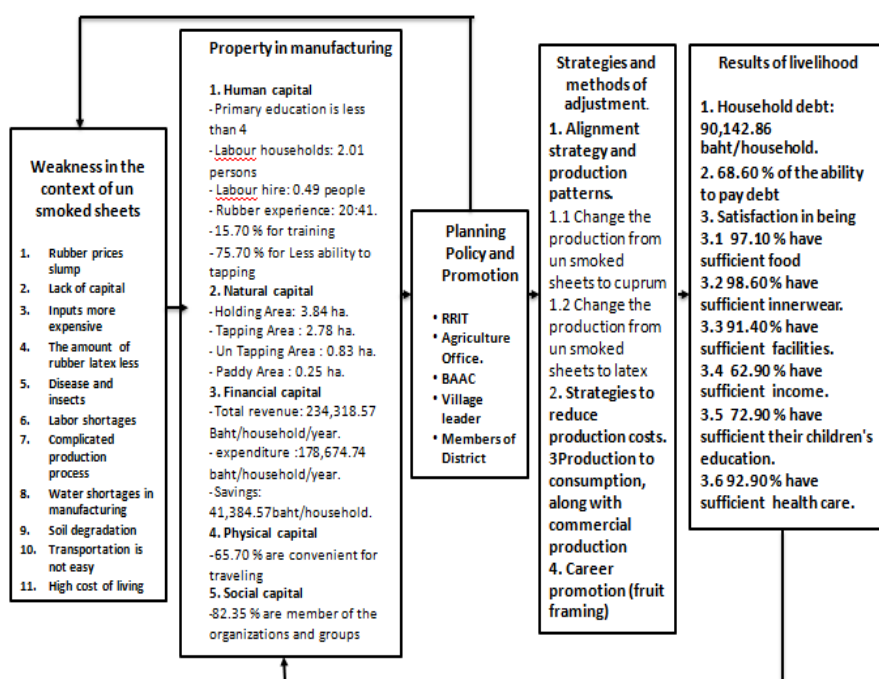 Weakness in the
context of un
smoked sheets
1. Rubber prices
slump
2. Lack of capital
3. Inputs more
expensive
4. The amount of
rubber latex less
5. Disease and
insects
6. Labor shortages
7. Complicated
production
process
8. Water shortages in
manufacturing
9. Soil degradation
10. Transportation is
not easy
11. High cost of living
Property in manufacturing
1. Human capital
-Primary education is less
than 4
-Labour households: 2.01
persons
- Labour hire: 0.49 people
- Rubber experience: 20:41.
-15.70 % for training
-75.70 % for Less ability to
tapping
2. Natural capital
-Holding Area: 3.84 ha.
-Tapping Area : 2.78 ha.
-Un Tapping Area : 0.83 ha.
- Paddy Area : 0.25 ha.
3. Financial capital
-Total revenue: 234,318.57
Baht/household/year.
- expenditure :178,674.74
baht/household/year.
-Savings:
41,384.57baht/household.
4. Physical capital
-65.70 % are convenient for
traveling
5. Social capital
-82.35 % are member of the
organizations and groups
Planning
Policy and
Promotion
• RRIT
• Agriculture
Office.
• BAAC
• Village
leader
• Members of
District
Strategies and
methods of
adjustment.
1. Alignment
strategy and
production
patterns.
1.1 Change the
production from
un smoked
sheets to cuprum
1.2 Change the
production from
un smoked
sheets to latex
2. Strategies to
reduce
production costs.
3Production to
consumption,
along with
commercial
production
4. Career
promotion (fruit
framing)
Results of livelihood
1. Household debt:
90,142.86
baht/household.
2. 68.60 % of the ability
to pay debt
3. Satisfaction in being
3.1 97.10 % have
sufficient food
3.2 98.60 % have
sufficient innerwear.
3.3 91.40 % have
sufficient facilities.
3.4 62.90 % have
sufficient income.
3.5 72.90 % have
sufficient their children's
education.
3.6 92.90 % have
sufficient health care.